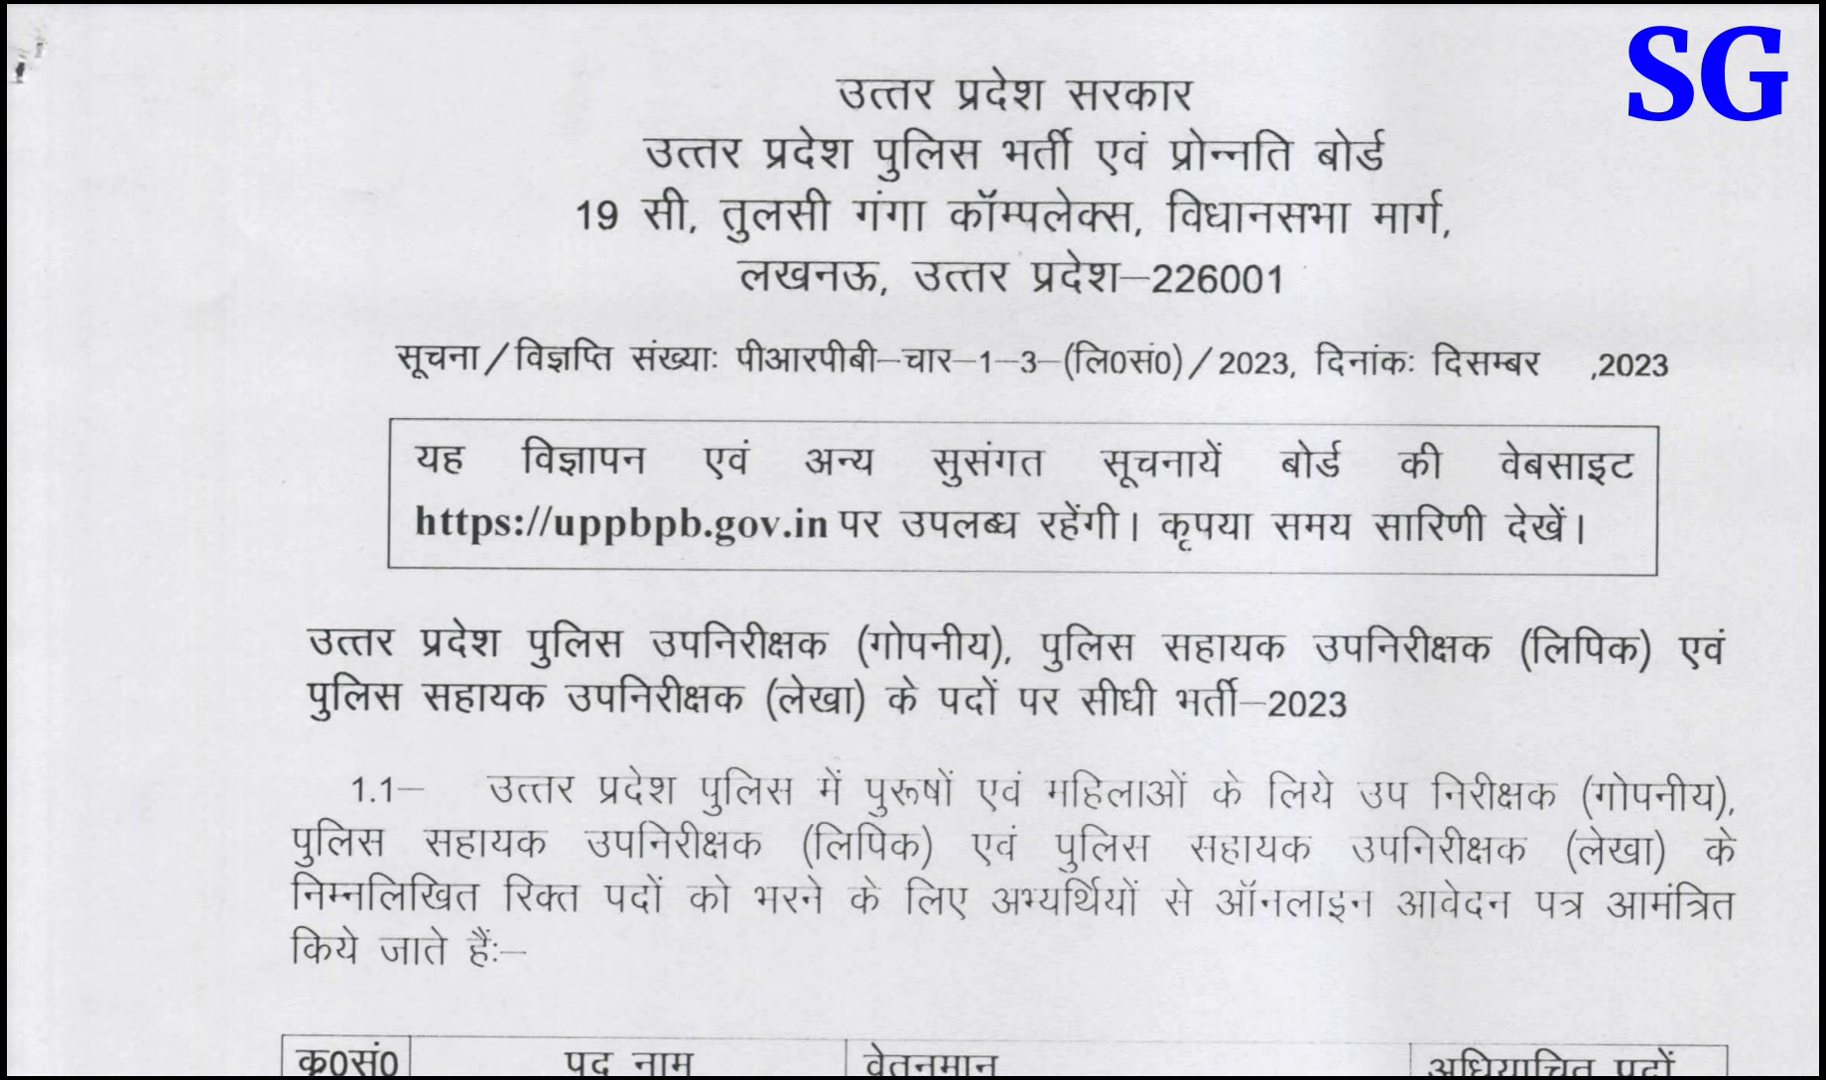 SG
उत्तर प्रदेश सरकार
उत्तर प्रदेश पुलिस भर्ती एवं प्रोन्नति बोर्ड
19 सी, तुलसी गंगा कॉम्पलेक्स, विधानसभा मार्ग,
लखनऊ, उत्तर प्रदेश–226001
सूचना/विज्ञप्ति संख्याः पीआरपीबी–चार–1–3–(लि0सं0)/2023, दिनांकः दिसम्बर ,2023
यह विज्ञापन एवं अन्य सुसंगत सूचनायें बोर्ड की वेबसाइट
https://uppbpb.gov.in पर उपलब्ध रहेंगी। कृपया समय सारिणी देखें।
उत्तर प्रदेश पुलिस उपनिरीक्षक (गोपनीय), पुलिस सहायक उपनिरीक्षक (लिपिक) एवं
पुलिस सहायक उपनिरीक्षक (लेखा) के पदों पर सीधी भर्ती–2023
1.1– उत्तर प्रदेश पुलिस में पुरूषों एवं महिलाओं के लिये उप निरीक्षक (गोपनीय),
पुलिस सहायक उपनिरीक्षक (लिपिक) एवं पुलिस सहायक उपनिरीक्षक (लेखा) के
निम्नलिखित रिक्त पदों को भरने के लिए अभ्यर्थियों से ऑनलाइन आवेदन पत्र आमंत्रित
किये जाते हैं:–
क0सं0 पद नाम वेतनमान अधियाचित पदों